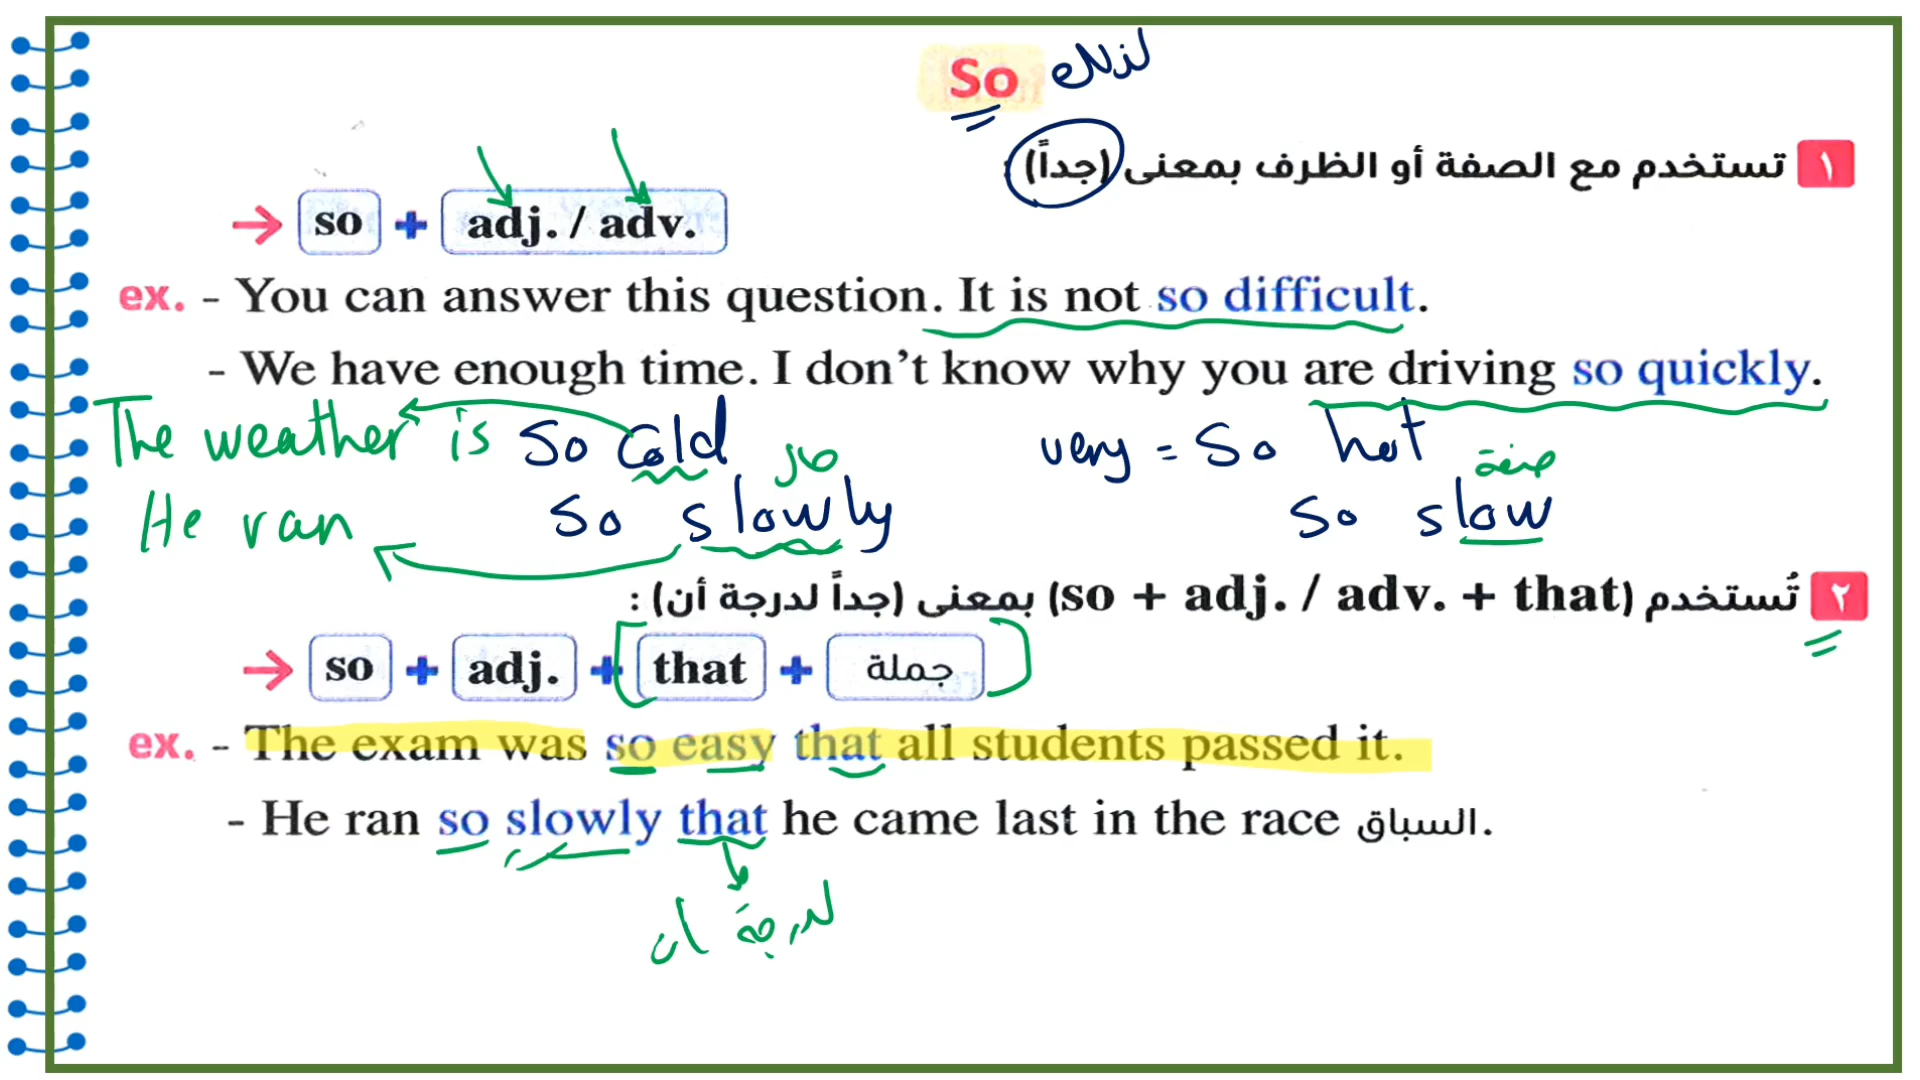 So لذلك
١ تستخدم مع الصفة أو الظرف بمعنى (جداً) :
→ so + adj. / adv.
ex. - You can answer this question. It is not so difficult.
- We have enough time. I don't know why you are driving so quickly.
The weather is so cold very = so hot
حال صفة
He ran so slowly so slow
٢ تُستخدم (so + adj. / adv. + that) بمعنى (جداً لدرجة أن) :
→ so + adj. + that + جملة
ex. - The exam was so easy that all students passed it.
- He ran so slowly that he came last in the race السباق.
لدرجة ان